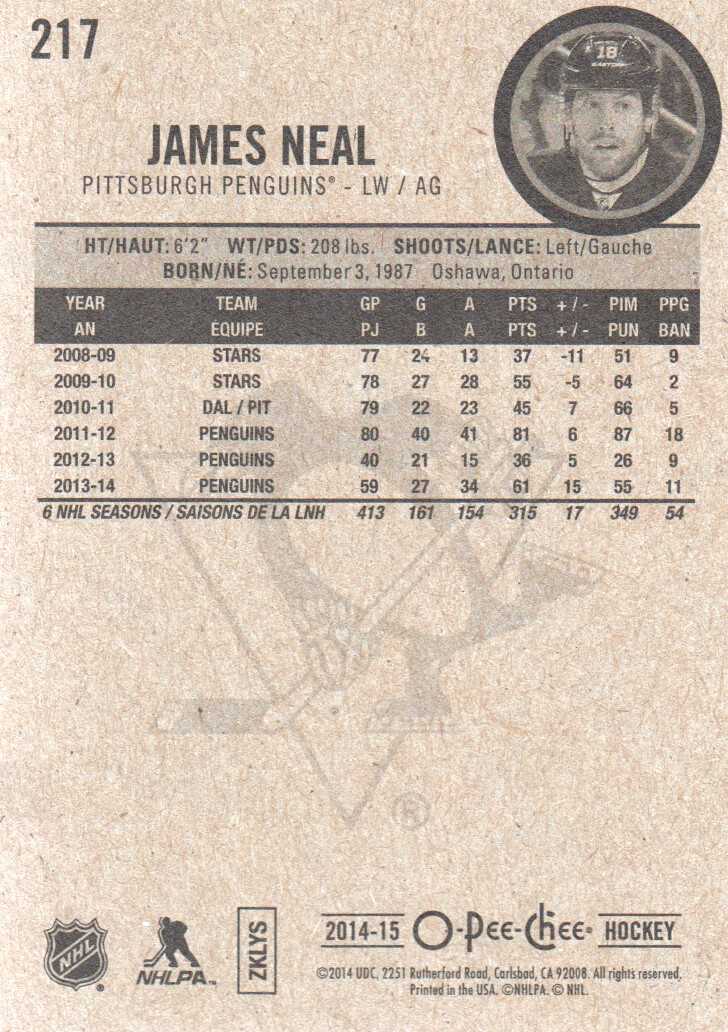 217
18
EASTON
JAMES NEAL
PITTSBURGH PENGUINS® - LW / AG
HT/HAUT: 6'2" WT/PDS: 208 lbs. SHOOTS/LANCE: Left/Gauche
BORN/NÉ: September 3, 1987 Oshawa, Ontario
YEAR TEAM GP G A PTS + / - PIM PPG
AN ÉQUIPE PJ B A PTS + / - PUN BAN
2008-09 STARS 77 24 13 37 -11 51 9
2009-10 STARS 78 27 28 55 -5 64 2
2010-11 DAL / PIT 79 22 23 45 7 66 5
2011-12 PENGUINS 80 40 41 81 6 87 18
2012-13 PENGUINS 40 21 15 36 5 26 9
2013-14 PENGUINS 59 27 34 61 15 55 11
6 NHL SEASONS / SAISONS DE LA LNH 413 161 154 315 17 349 54
®
NHL ®
NHLPA™
ZKLYS
2014-15 O-Pee-Chee® HOCKEY
©2014 UDC. 2251 Rutherford Road, Carlsbad, CA 92008. All rights reserved.
Printed in the USA. ©NHLPA. © NHL.